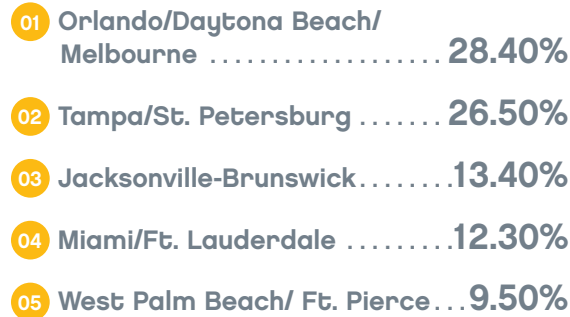 01 Orlando/Daytona Beach/
Melbourne ................... 28.40%
02 Tampa/St. Petersburg ....... 26.50%
03 Jacksonville-Brunswick........13.40%
04 Miami/Ft. Lauderdale .........12.30%
05 West Palm Beach/ Ft. Pierce...9.50%